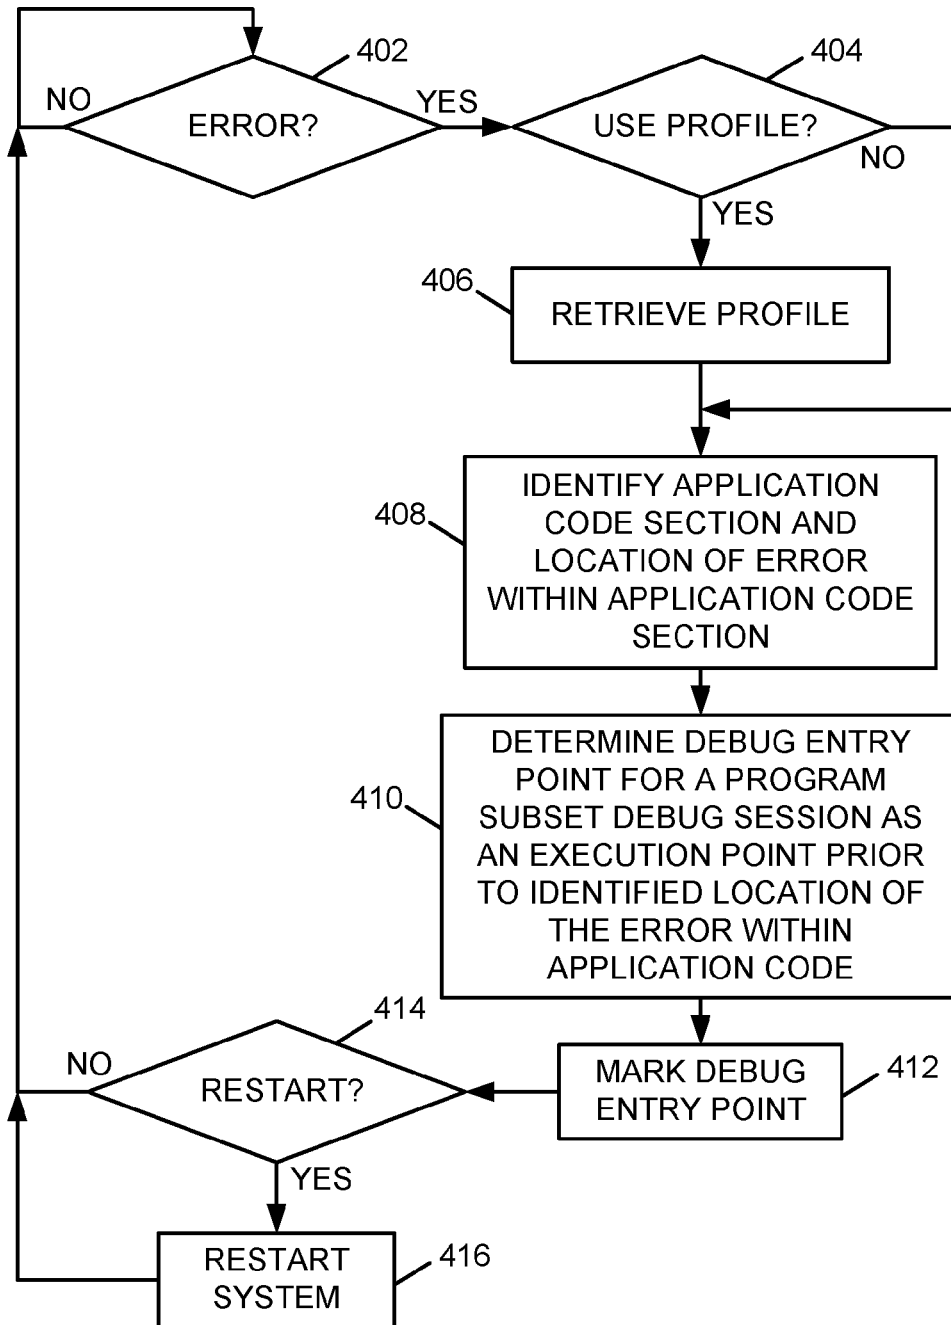 402
404
NO
ERROR?
YES
USE PROFILE?
NO
YES
406
RETRIEVE PROFILE
408
IDENTIFY APPLICATION
CODE SECTION AND
LOCATION OF ERROR
WITHIN APPLICATION CODE
SECTION
410
DETERMINE DEBUG ENTRY
POINT FOR A PROGRAM
SUBSET DEBUG SESSION AS
AN EXECUTION POINT PRIOR
TO IDENTIFIED LOCATION OF
THE ERROR WITHIN
APPLICATION CODE
414
NO
RESTART?
MARK DEBUG
ENTRY POINT
412
YES
RESTART
SYSTEM
416